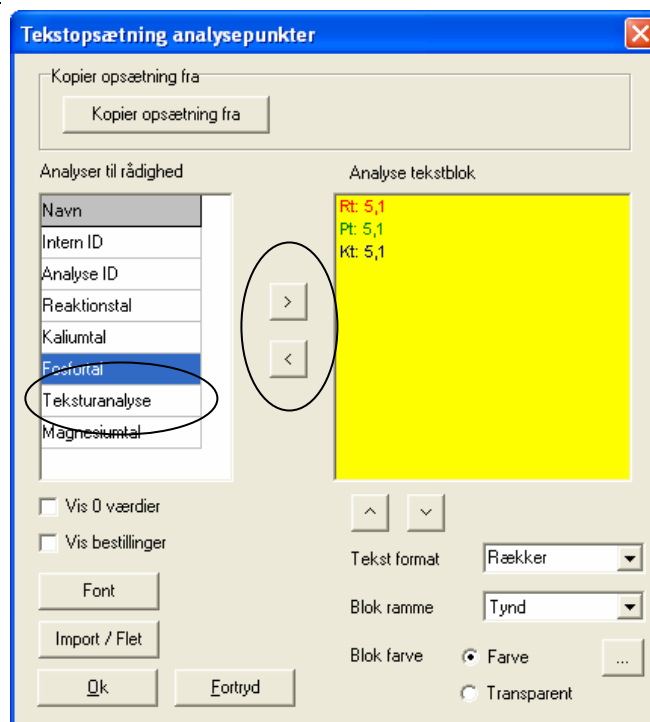 Tekstopsætning analysepunkter
Kopier opsætning fra
Kopier opsætning fra
Analyser til rådighed
Navn
Intern ID
Analyse ID
Reaktionstal
Kaliumtal
Fosfortal
Teksturanalyse
Magnesiumtal
>
<
Analyse tekstblok
Rt: 5,1
Pt: 5,1
Kt: 5,1
Vis 0 værdier
Vis bestillinger
Font
Import / Flet
Ok
Fortryd
Tekst format
Rækker
Blok ramme
Tynd
Blok farve
Farve
...
Transparent